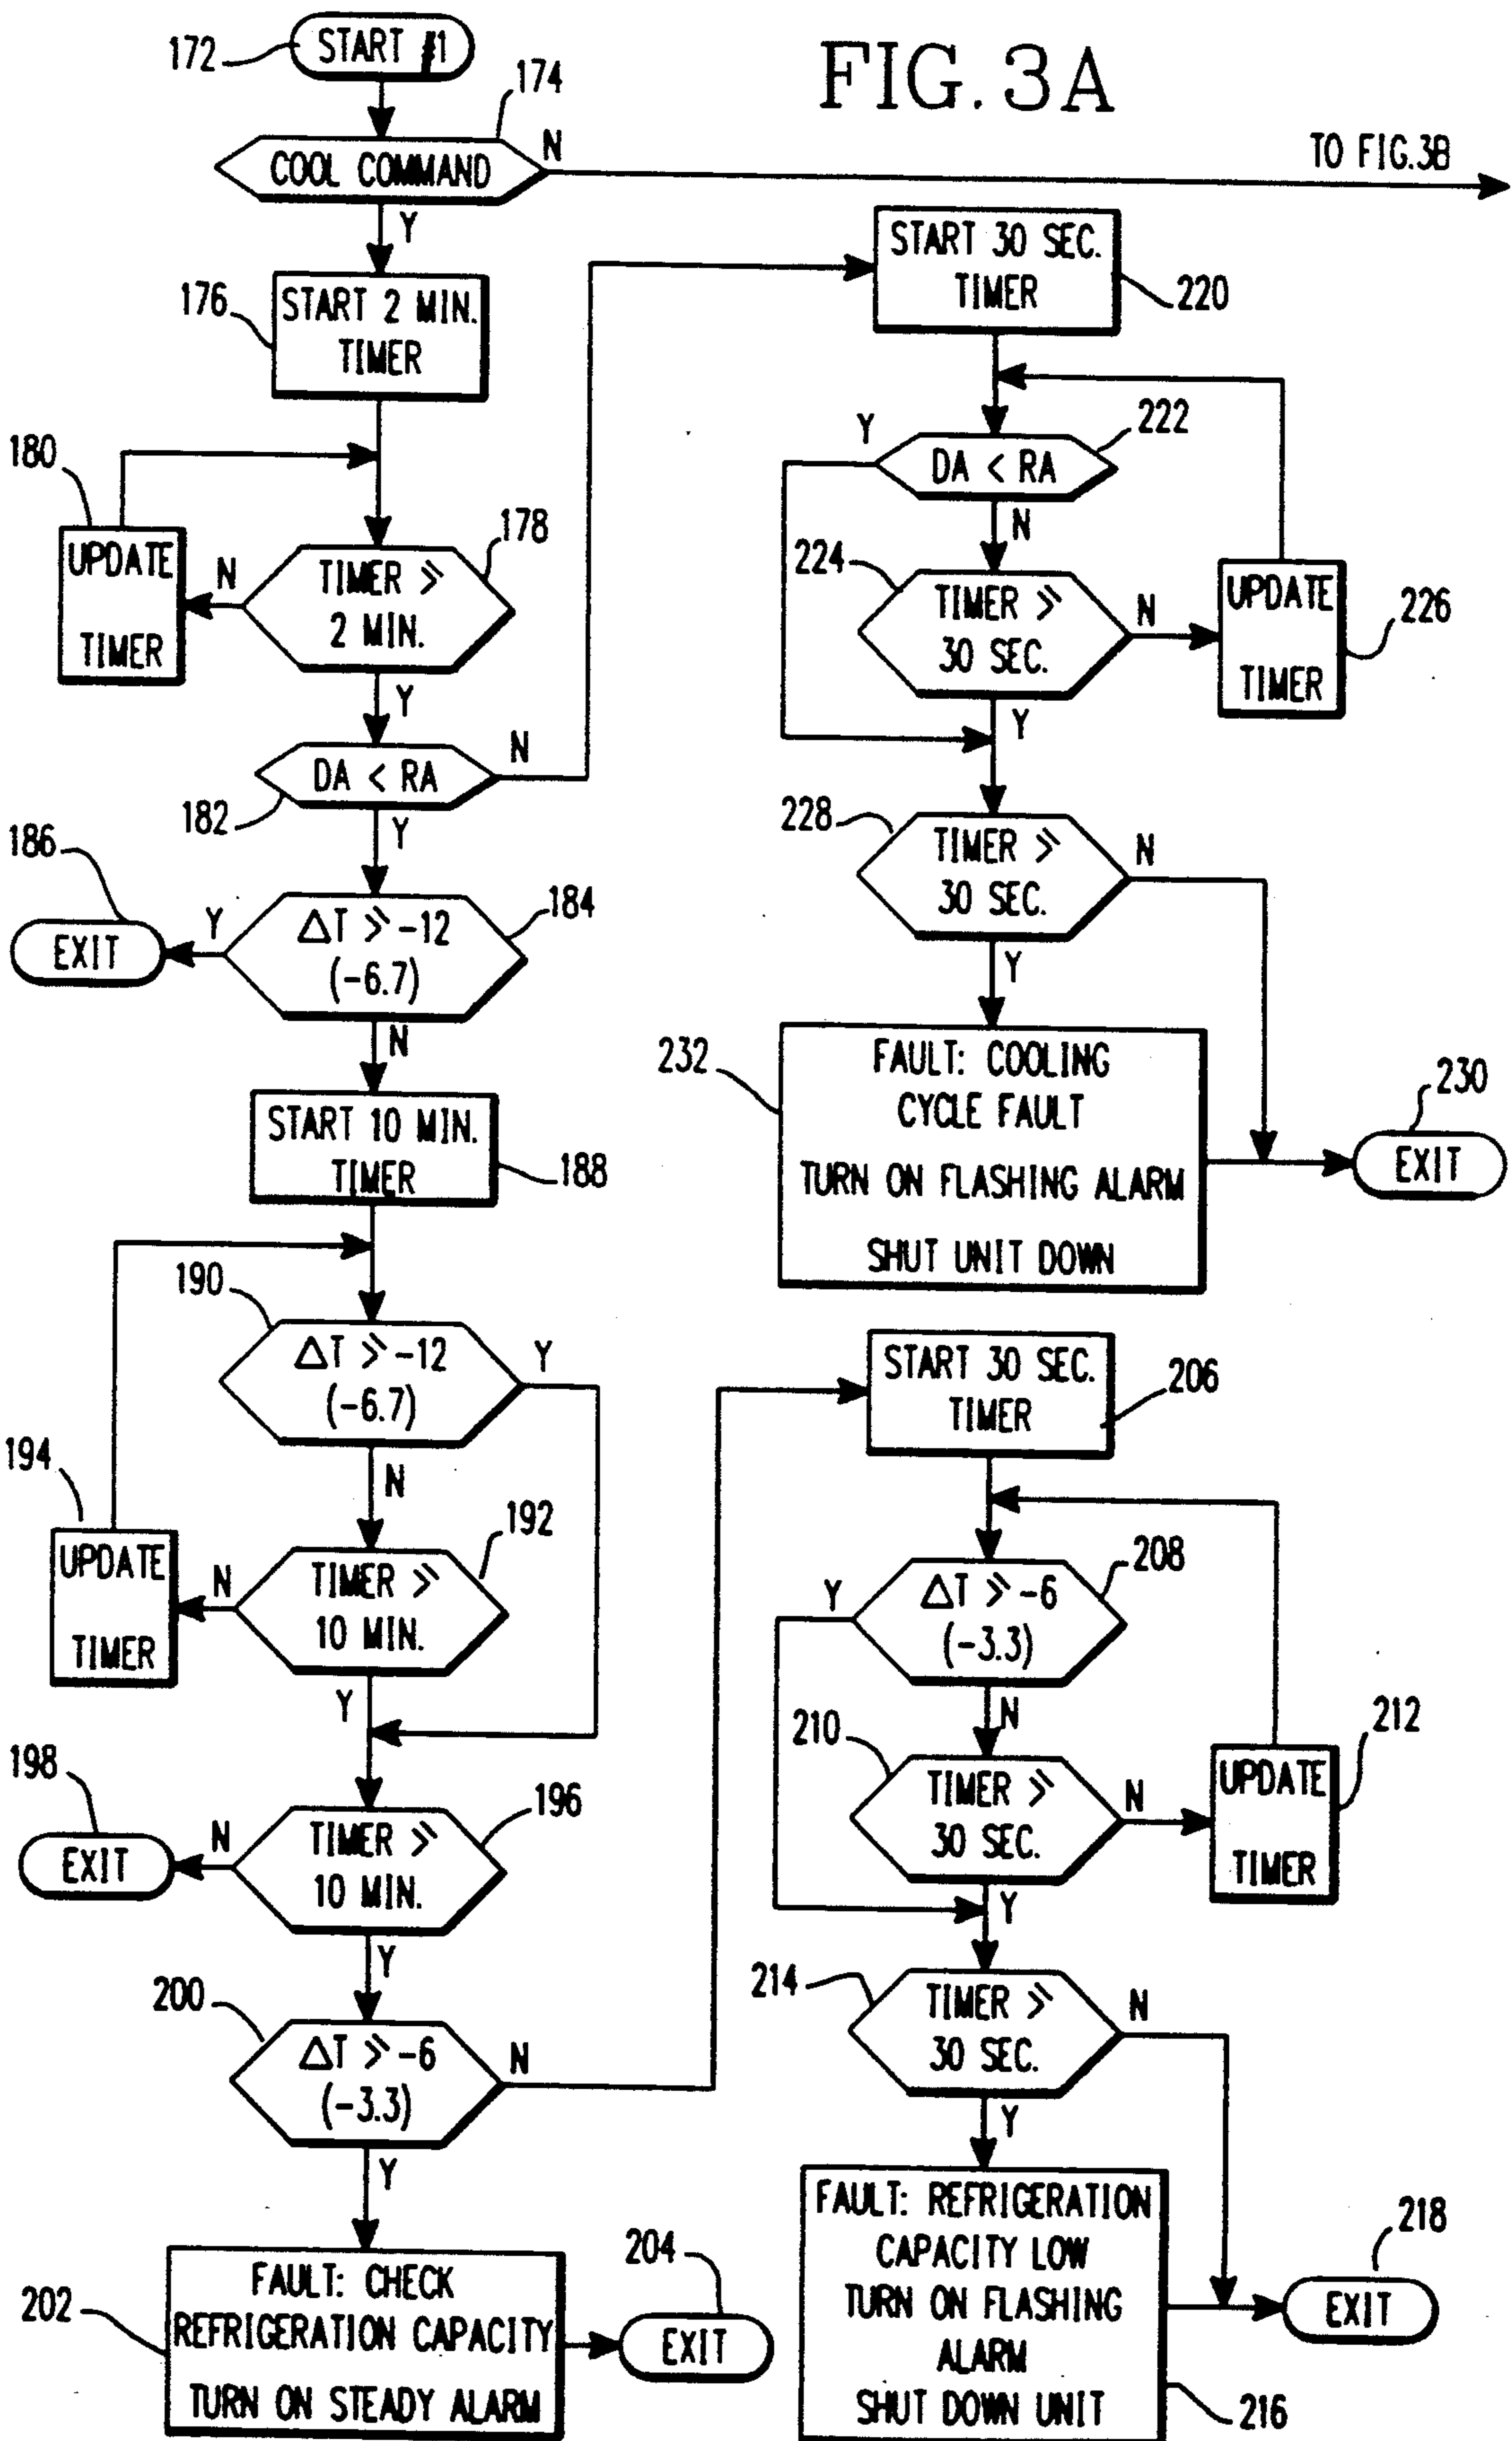 FIG. 3A
172
START #1
174
COOL COMMAND
N
TO FIG.3B
Y
176
START 2 MIN.
TIMER
180
UPDATE
TIMER
N
178
TIMER ⩾
2 MIN.
Y
182
DA < RA
N
Y
186
EXIT
Y
184
ΔT ⩾ -12
(-6.7)
N
START 10 MIN.
TIMER
188
190
ΔT ⩾ -12
(-6.7)
Y
N
194
UPDATE
TIMER
N
192
TIMER ⩾
10 MIN.
Y
198
EXIT
N
196
TIMER ⩾
10 MIN.
Y
200
ΔT ⩾ -6
(-3.3)
N
Y
202
FAULT: CHECK
REFRIGERATION CAPACITY
TURN ON STEADY ALARM
204
EXIT
START 30 SEC.
TIMER
220
Y
222
DA < RA
N
224
TIMER ⩾
30 SEC.
N
UPDATE
TIMER
226
Y
228
TIMER ⩾
30 SEC.
N
Y
232
FAULT: COOLING
CYCLE FAULT
TURN ON FLASHING ALARM
SHUT UNIT DOWN
230
EXIT
START 30 SEC.
TIMER
206
Y
208
ΔT ⩾ -6
(-3.3)
N
210
TIMER ⩾
30 SEC.
N
212
UPDATE
TIMER
Y
214
TIMER ⩾
30 SEC.
N
Y
FAULT: REFRIGERATION
CAPACITY LOW
TURN ON FLASHING
ALARM
SHUT DOWN UNIT
216
218
EXIT